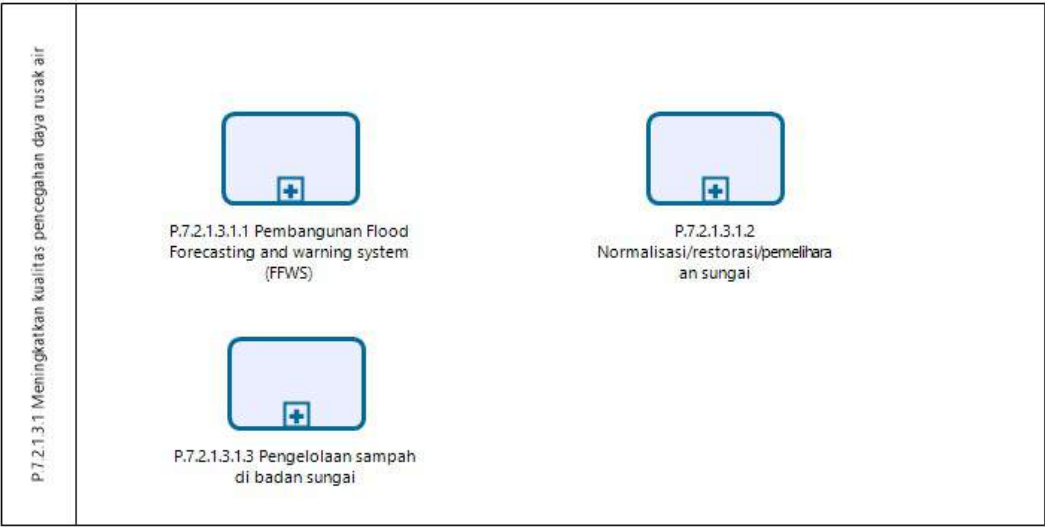 P.7.2.1.3.1 Meningkatkan kualitas pencegahan daya rusak air
P.7.2.1.3.1.1 Pembangunan Flood
Forecasting and warning system
(FFWS)
P.7.2.1.3.1.2
Normalisasi/restorasi/pemelihara
an sungai
P.7.2.1.3.1.3 Pengelolaan sampah
di badan sungai